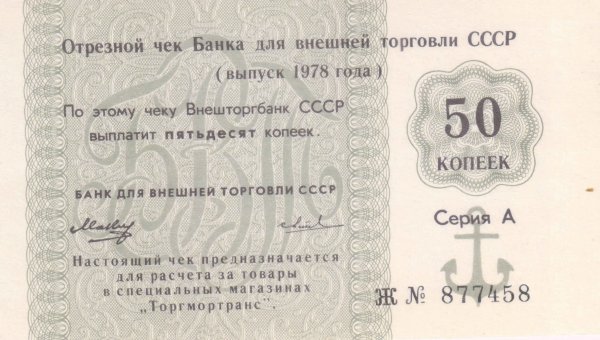 Отрезной чек Банка для внешней торговли СССР
(выпуск 1978 года)
По этому чеку Внешторгбанк СССР
выплатит пятьдесят копеек.
50
КОПЕЕК
БАНК ДЛЯ ВНЕШНЕЙ ТОРГОВЛИ СССР
Серия А
Настоящий чек предназначается
для расчета за товары
в специальных магазинах
"Торгмортранс".
Ж № 877458